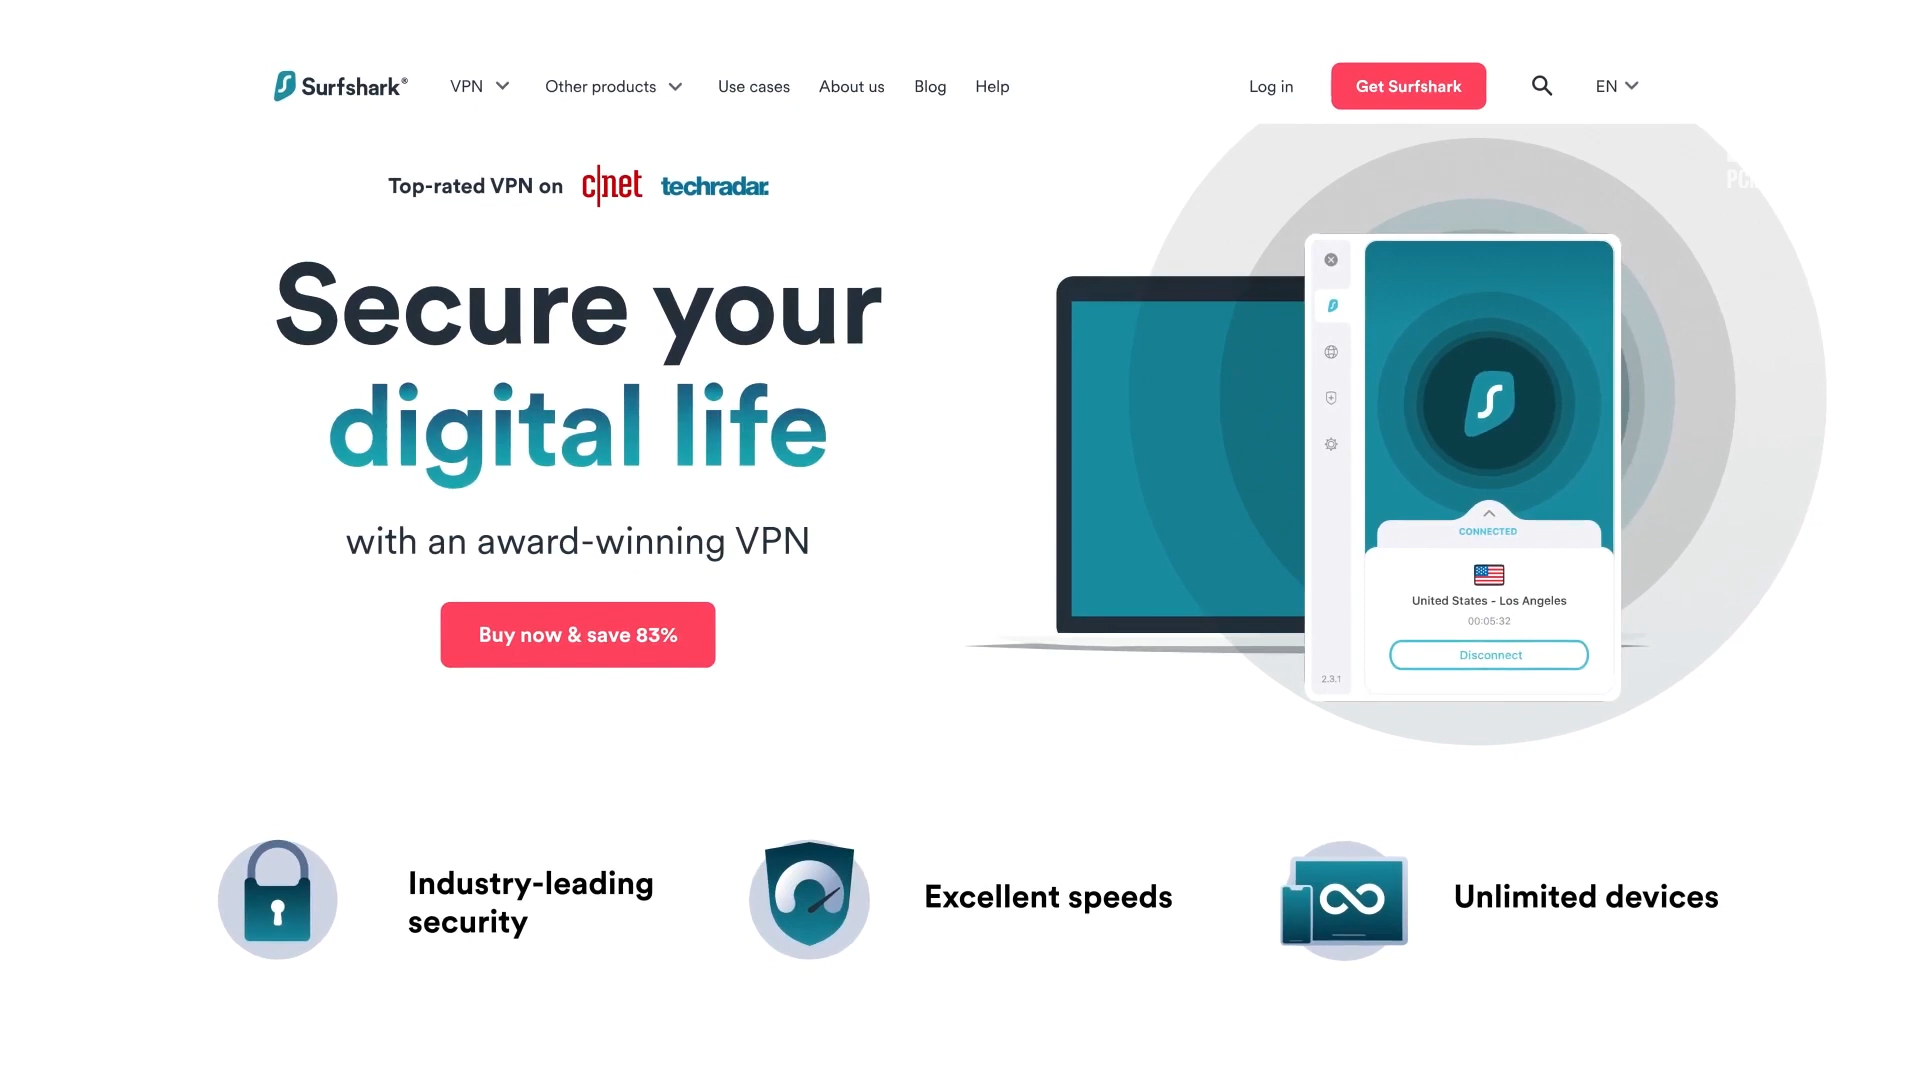 Surfshark®
VPN
Other products
Use cases
About us
Blog
Help
Log in
Get Surfshark
EN
Top-rated VPN on c|net techradar.
Secure your
digital life
with an award-winning VPN
Buy now & save 83%
CONNECTED
United States - Los Angeles
00:05:32
Disconnect
2.3.1
Industry-leading
security
Excellent speeds
Unlimited devices